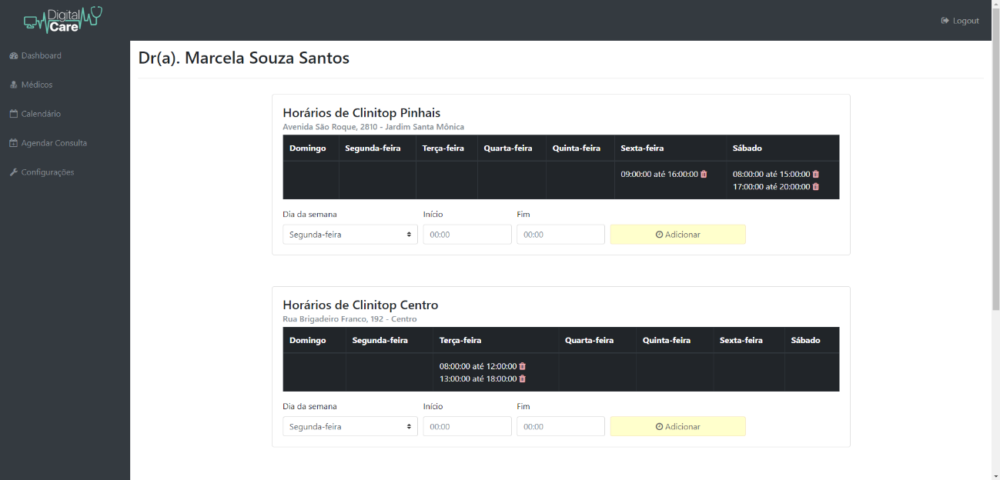 Digital
Care
Logout
Dashboard
Médicos
Calendário
Agendar Consulta
Configurações
Dr(a). Marcela Souza Santos
Horários de Clinitop Pinhais
Avenida São Roque, 2810 - Jardim Santa Mônica
Domingo Segunda-feira Terça-feira Quarta-feira Quinta-feira Sexta-feira Sábado
09:00:00 até 16:00:00 08:00:00 até 15:00:00
17:00:00 até 20:00:00
Dia da semana Início Fim
Segunda-feira 00:00 00:00 Adicionar
Horários de Clinitop Centro
Rua Brigadeiro Franco, 192 - Centro
Domingo Segunda-feira Terça-feira Quarta-feira Quinta-feira Sexta-feira Sábado
08:00:00 até 12:00:00
13:00:00 até 18:00:00
Dia da semana Início Fim
Segunda-feira 00:00 00:00 Adicionar